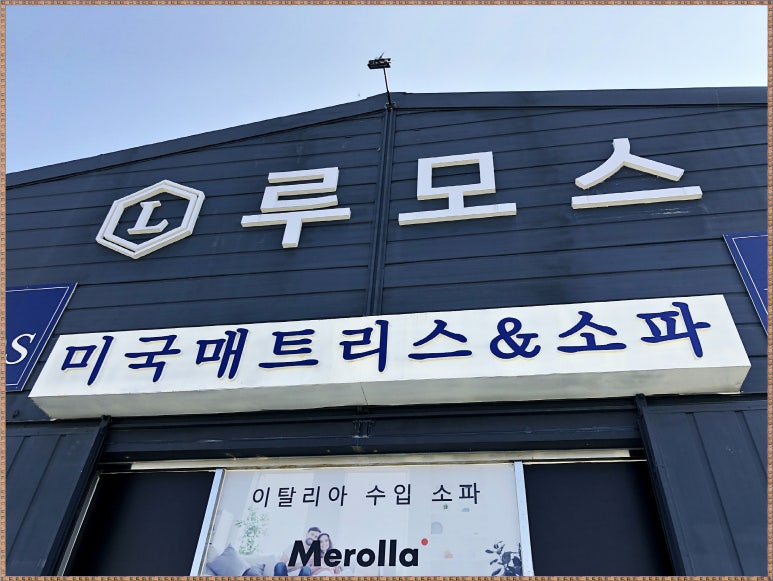 L 루모스
S
미국매트리스&소파
이탈리아 수입 소파
Merolla